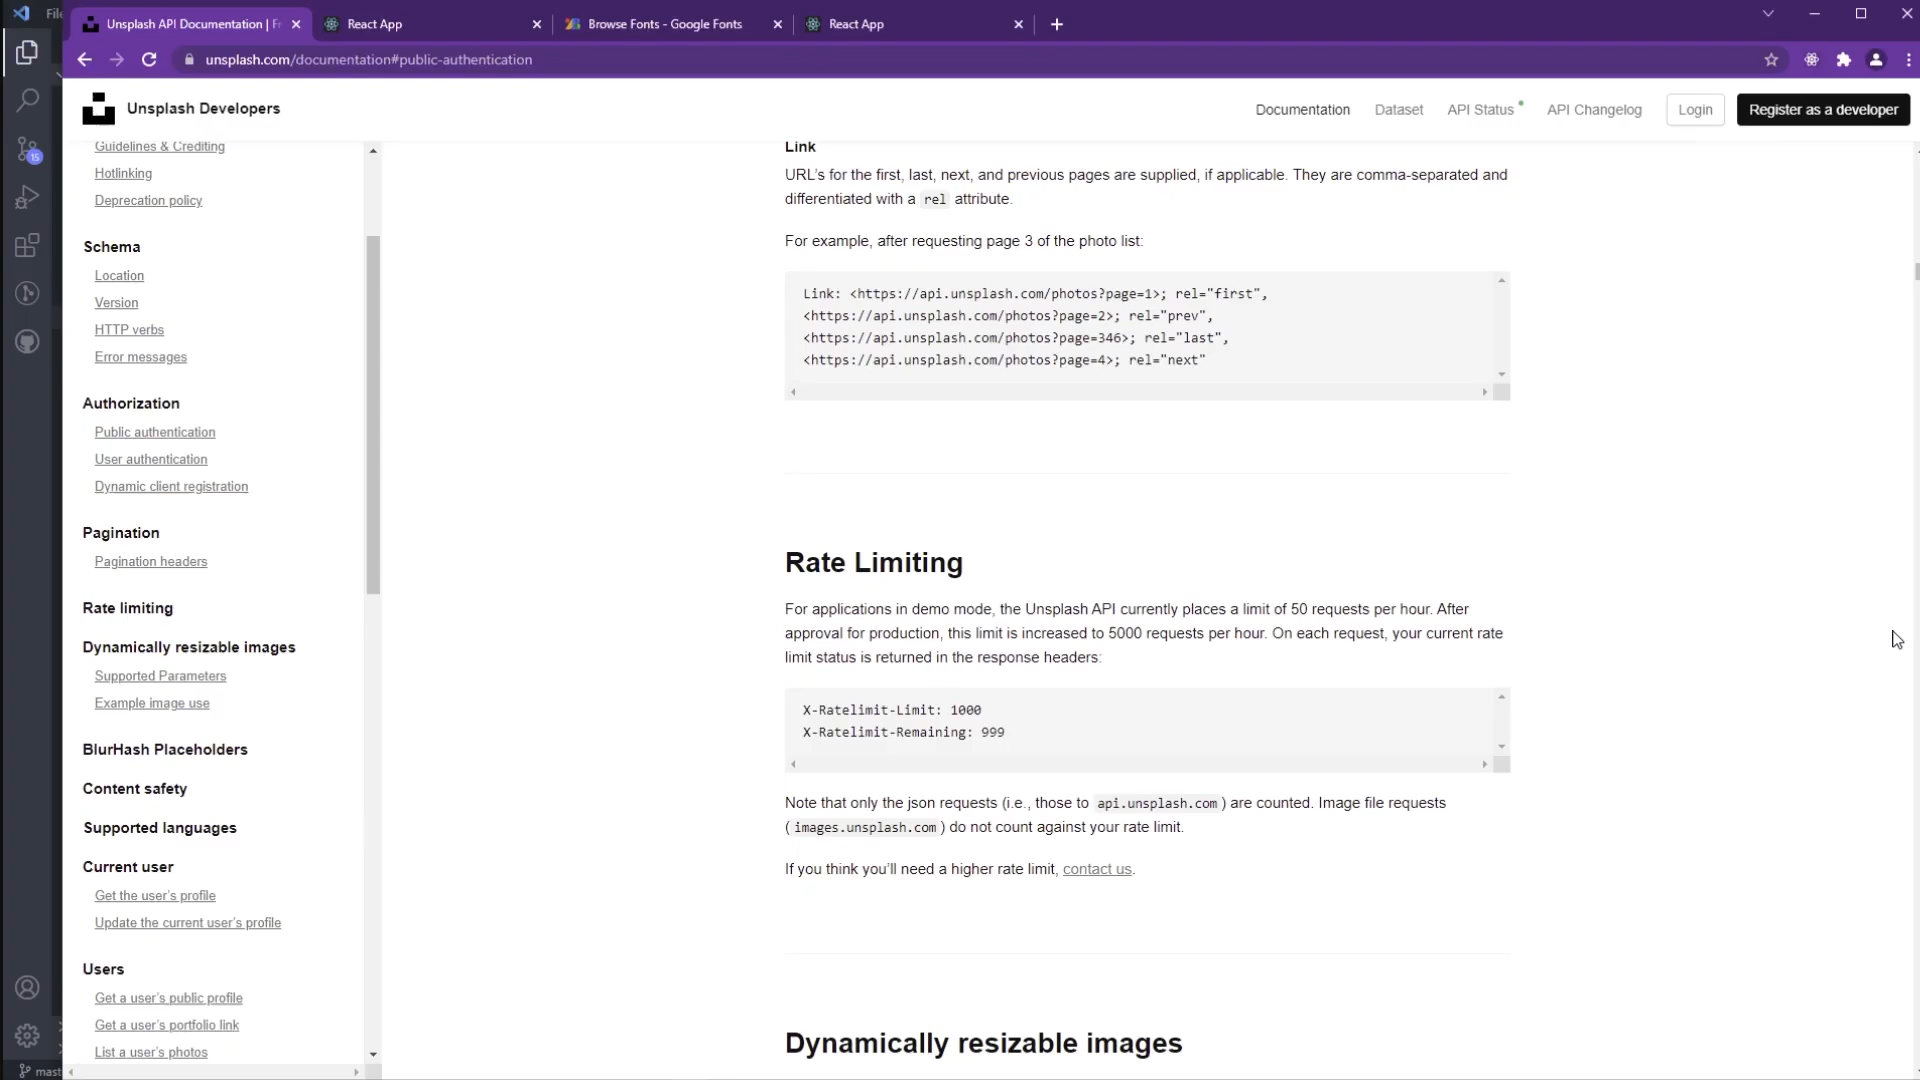 File
Unsplash API Documentation | Fr
React App
Browse Fonts - Google Fonts
React App
unsplash.com/documentation#public-authentication
Unsplash Developers
Documentation
Dataset
API Status
API Changelog
Login
Register as a developer
15
Guidelines & Crediting
Hotlinking
Deprecation policy
Schema
Location
Version
HTTP verbs
Error messages
Authorization
Public authentication
User authentication
Dynamic client registration
Pagination
Pagination headers
Rate limiting
Dynamically resizable images
Supported Parameters
Example image use
BlurHash Placeholders
Content safety
Supported languages
Current user
Get the user's profile
Update the current user's profile
Users
Get a user's public profile
Get a user's portfolio link
List a user's photos
mast
Link
URL's for the first, last, next, and previous pages are supplied, if applicable. They are comma-separated and
differentiated with a rel attribute.
For example, after requesting page 3 of the photo list:
Link: <https://api.unsplash.com/photos?page=1>; rel="first",
<https://api.unsplash.com/photos?page=2>; rel="prev",
<https://api.unsplash.com/photos?page=346>; rel="last",
<https://api.unsplash.com/photos?page=4>; rel="next"
Rate Limiting
For applications in demo mode, the Unsplash API currently places a limit of 50 requests per hour. After
approval for production, this limit is increased to 5000 requests per hour. On each request, your current rate
limit status is returned in the response headers:
X-Ratelimit-Limit: 1000
X-Ratelimit-Remaining: 999
Note that only the json requests (i.e., those to api.unsplash.com) are counted. Image file requests
(images.unsplash.com) do not count against your rate limit.
If you think you'll need a higher rate limit, contact us.
Dynamically resizable images